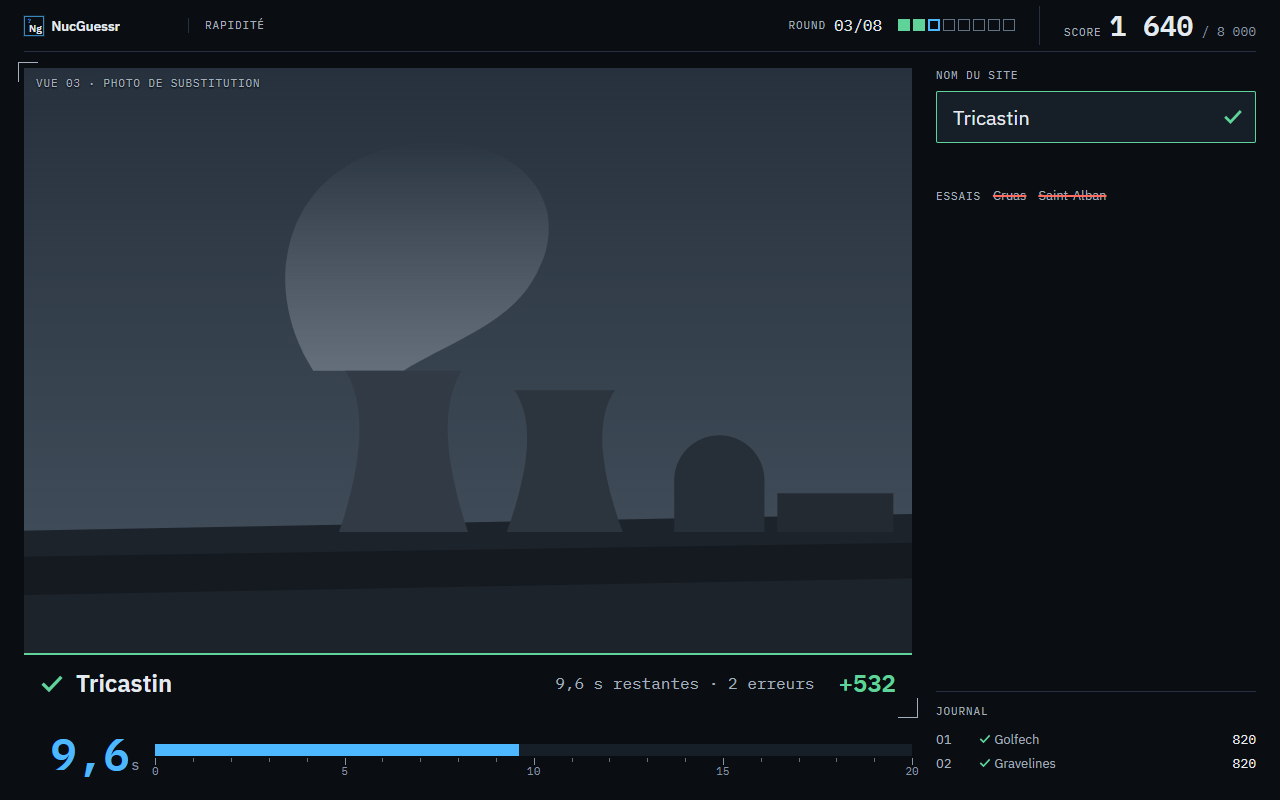 ? Ng NucGuessr RAPIDITÉ ROUND 03/08 SCORE 1 640 / 8 000
VUE 03 · PHOTO DE SUBSTITUTION
NOM DU SITE
Tricastin
ESSAIS Cruas Saint-Alban
Tricastin 9,6 s restantes · 2 erreurs +532
9,6 s
0 5 10 15 20
JOURNAL
01 Golfech 820
02 Gravelines 820